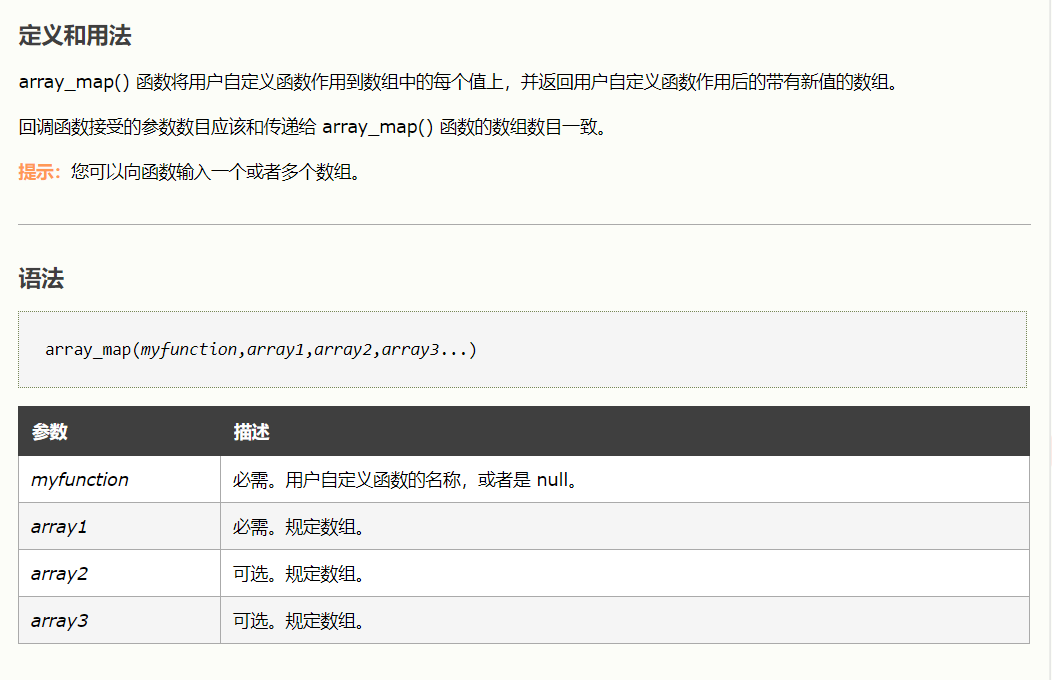 定义和用法
array_map() 函数将用户自定义函数作用到数组中的每个值上，并返回用户自定义函数作用后的带有新值的数组。
回调函数接受的参数数目应该和传递给 array_map() 函数的数组数目一致。
提示：您可以向函数输入一个或者多个数组。
语法
array_map(myfunction,array1,array2,array3...)
参数 描述
myfunction 必需。用户自定义函数的名称，或者是 null。
array1 必需。规定数组。
array2 可选。规定数组。
array3 可选。规定数组。